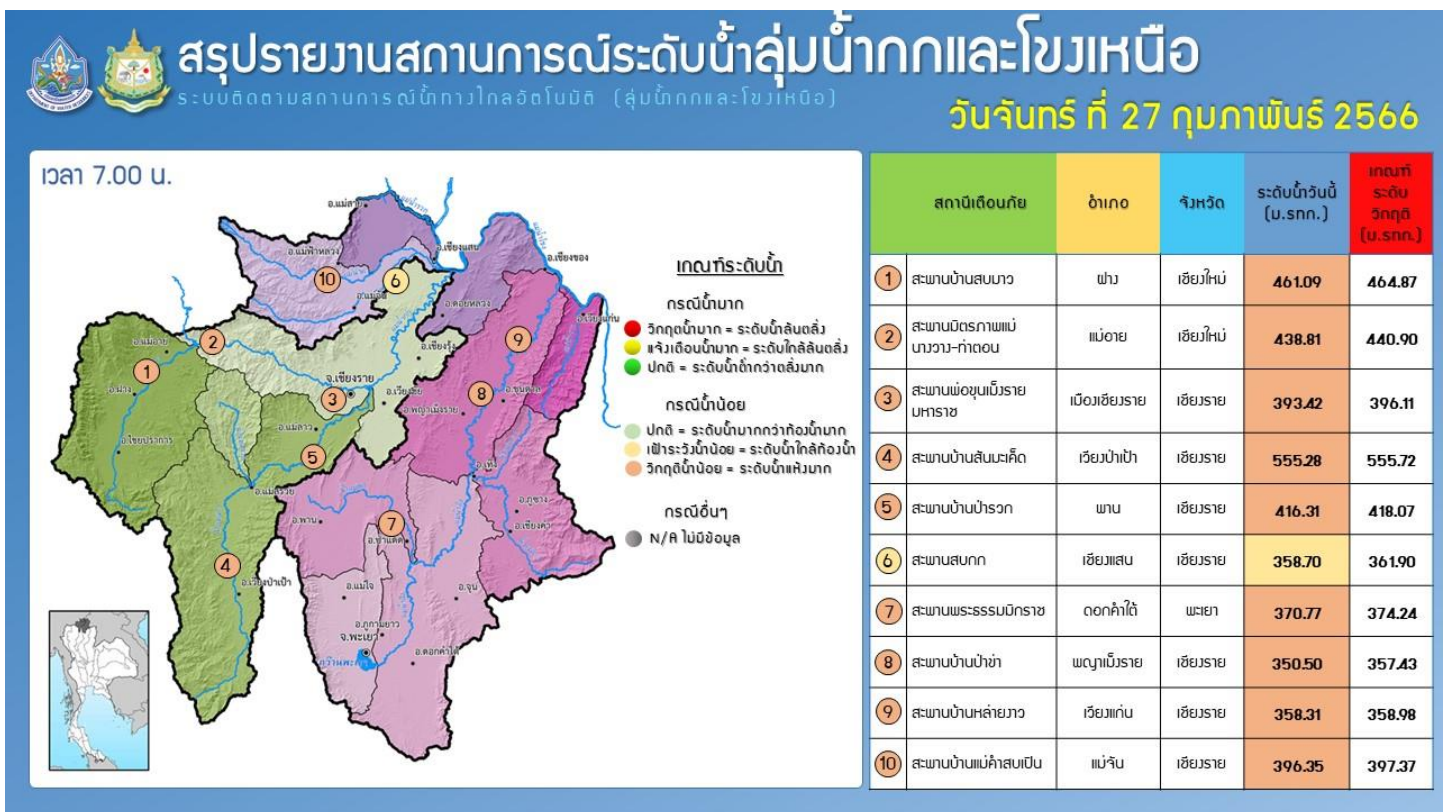 สรุปรายงานสถานการณ์ระดับน้ำลุ่มน้ำกกและโขงเหนือ
ระบบติดตามสถานการณ์น้ำทางไกลอัตโนมัติ (ลุ่มน้ำกกและโขงเหนือ)
วันจันทร์ ที่ 27 กุมภาพันธ์ 2566
เวลา 7.00 น.
อ.แม่สาย
แม่น้ำรวก
อ.แม่ฟ้าหลวง
อ.เชียงแสน
แม่น้ำโขง
อ.เชียงของ
10
6
อ.แม่จัน
อ.ดอยหลวง
อ.เวียงแก่น
2
9
อ.แม่อาย
อ.เชียงรุ้ง
1
จ.เชียงราย
8
อ.ฝาง
3
อ.เวียงชัย
อ.ขุนตาล
อ.พญาเม็งราย
อ.แม่ลาว
อ.ไชยปราการ
5
อ.เทิง
อ.แม่สรวย
อ.ภูซาง
อ.พาน
7
อ.เชียงคำ
อ.ป่าแดด
4
อ.เวียงป่าเป้า
อ.แม่ใจ
อ.จุน
อ.ภูกามยาว
จ.พะเยา
กว๊านพะเยา
อ.ดอกคำใต้
เกณฑ์ระดับน้ำ
กรณีน้ำมาก
วิกฤตน้ำมาก = ระดับน้ำล้นตลิ่ง
แจ้งเตือนน้ำมาก = ระดับใกล้ล้นตลิ่ง
ปกติ = ระดับน้ำต่ำกว่าตลิ่งมาก
กรณีน้ำน้อย
ปกติ = ระดับน้ำมากกว่าท้องน้ำมาก
เฝ้าระวังน้ำน้อย = ระดับน้ำใกล้ท้องน้ำ
วิกฤติน้ำน้อย = ระดับน้ำแห้งมาก
กรณีอื่นๆ
N/A ไม่มีข้อมูล
สถานีเตือนภัย อำเภอ จังหวัด ระดับน้ำวันนี้ (ม.รทก.) เกณฑ์ระดับวิกฤติ (ม.รทก.)
1 สะพานบ้านสบมาว ฝาง เชียงใหม่ 461.09 464.87
2 สะพานมิตรภาพแม่นางวาง-ท่าตอน แม่อาย เชียงใหม่ 438.81 440.90
3 สะพานพ่อขุนเม็งรายมหาราช เมืองเชียงราย เชียงราย 393.42 396.11
4 สะพานบ้านสันมะเค็ด เวียงป่าเป้า เชียงราย 555.28 555.72
5 สะพานบ้านป่ารวก พาน เชียงราย 416.31 418.07
6 สะพานสบกก เชียงแสน เชียงราย 358.70 361.90
7 สะพานพระธรรมมิกราช ดอกคำใต้ พะเยา 370.77 374.24
8 สะพานบ้านป่าข่า พญาเม็งราย เชียงราย 350.50 357.43
9 สะพานบ้านหล่ายงาว เวียงแก่น เชียงราย 358.31 358.98
10 สะพานบ้านแม่คำสบเปิน แม่จัน เชียงราย 396.35 397.37